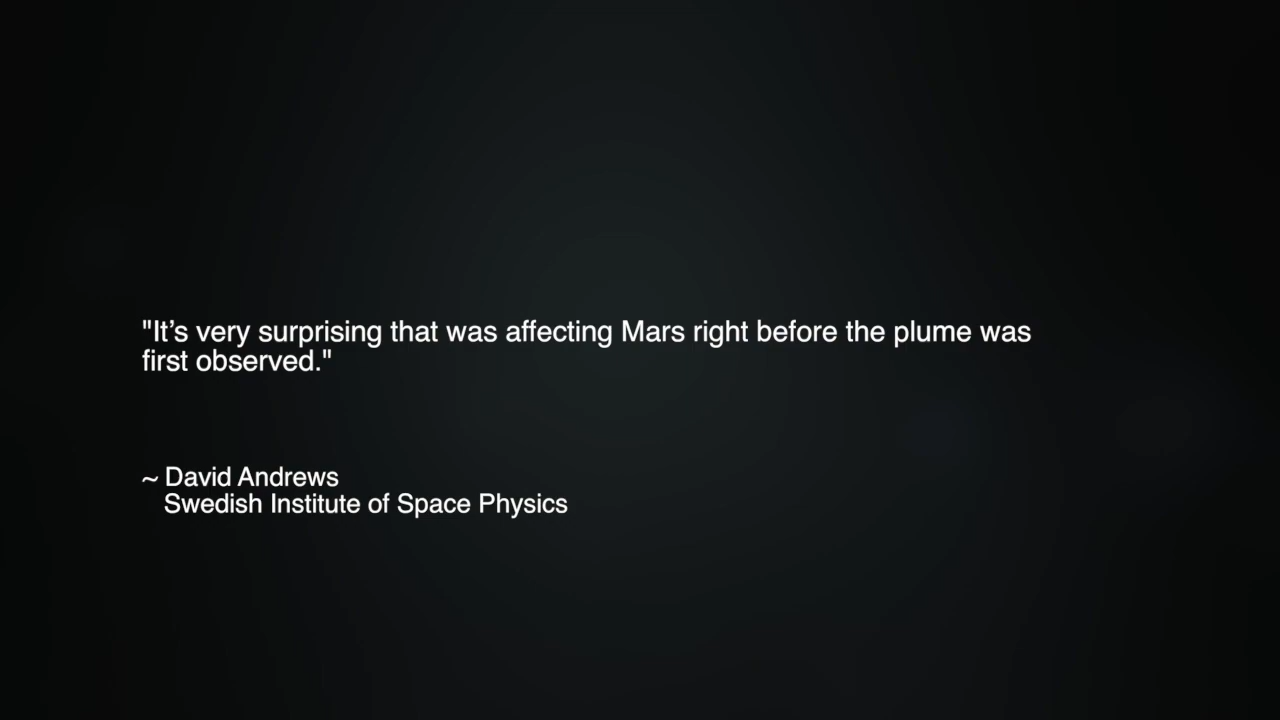 "It’s very surprising that was affecting Mars right before the plume was
first observed."
~ David Andrews
Swedish Institute of Space Physics